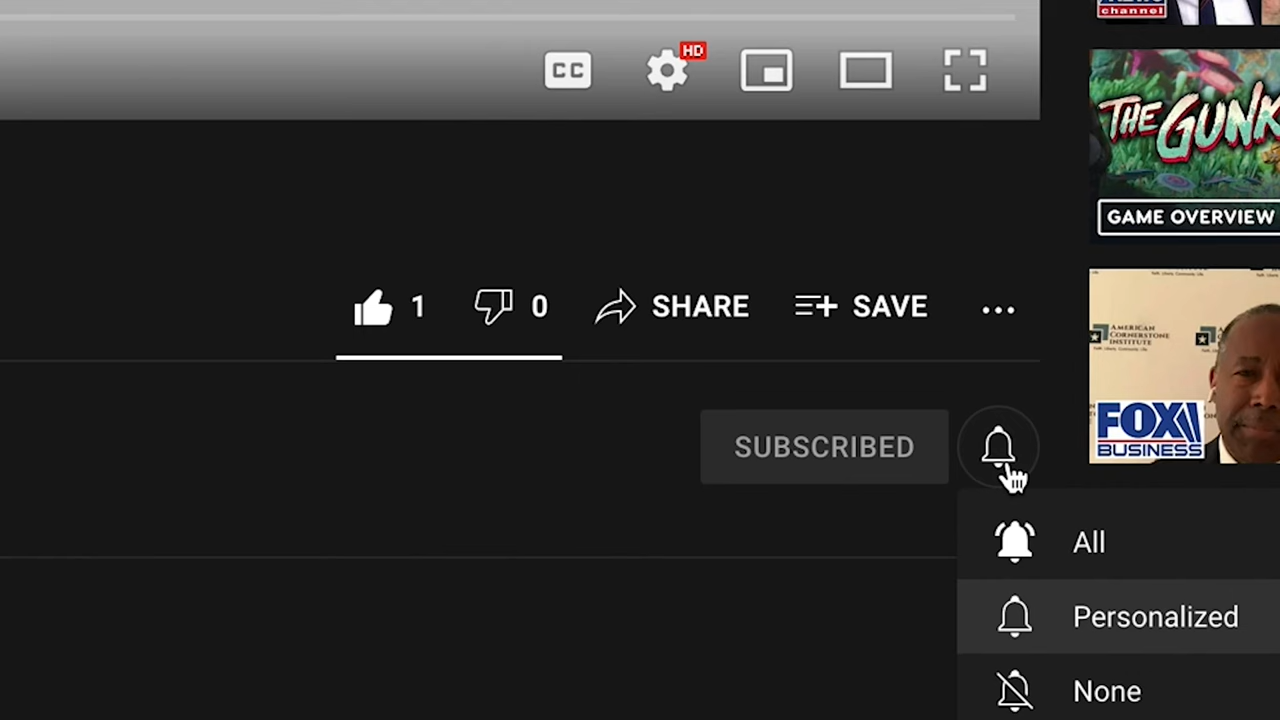 channel
CC
HD
THE GUNK
GAME OVERVIEW
1
0
SHARE
SAVE
AMERICAN
CORNERSTONE
INSTITUTE
SUBSCRIBED
FOX
BUSINESS
All
Personalized
None